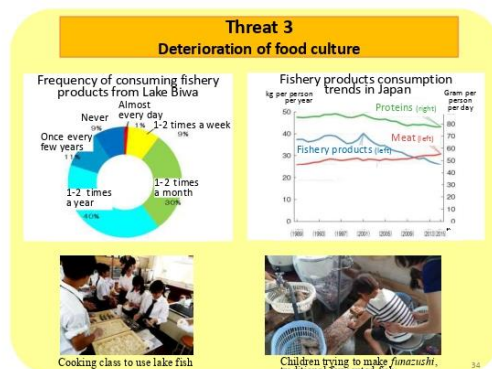 Threat 3
Deterioration of food culture
Frequency of consuming fishery
products from Lake Biwa
Almost
every day
1%
Never
9%
1-2 times a week
9%
Once every
few years
11%
1-2 times
a month
30%
1-2 times
a year
40%
Fishery products consumption
trends in Japan
kg per person
per year
Gram per
person
per day
Proteins (right)
Meat (left)
Fishery products (left)
50
40
30
20
10
0
80
70
60
50
40
30
20
10
0
Cooking class to use lake fish
Children trying to make funazushi,
34